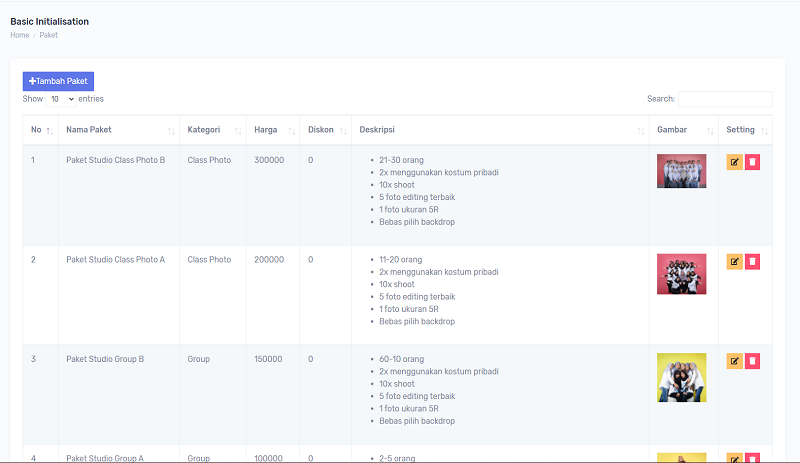 Basic Initialisation
Home / Paket
Tambah Paket
Show 10 entries Search:
No Nama Paket Kategori Harga Diskon Deskripsi Gambar Setting
1 Paket Studio Class Photo B Class Photo 300000 0
21-30 orang
2x menggunakan kostum pribadi
10x shoot
5 foto editing terbaik
1 foto ukuran 5R
Bebas pilih backdrop
2 Paket Studio Class Photo A Class Photo 200000 0
11-20 orang
2x menggunakan kostum pribadi
10x shoot
5 foto editing terbaik
1 foto ukuran 5R
Bebas pilih backdrop
3 Paket Studio Group B Group 150000 0
60-10 orang
2x menggunakan kostum pribadi
10x shoot
5 foto editing terbaik
1 foto ukuran 5R
Bebas pilih backdrop
4 Paket Studio Group A Group 100000 0
2-5 orang